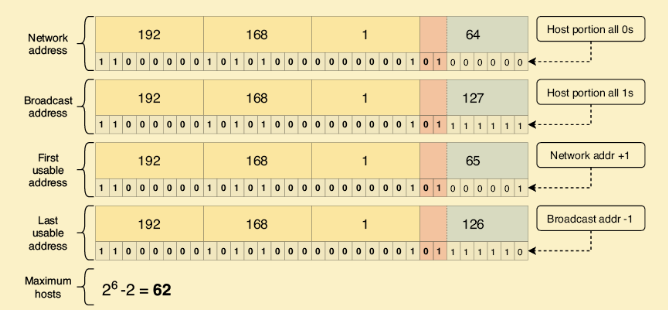 Network address
192 168 1 64
1 1 0 0 0 0 0 0 1 0 1 0 1 0 0 0 0 0 0 0 0 0 0 1 0 1 0 0 0 0 0 0
Host portion all 0s
Broadcast address
192 168 1 127
1 1 0 0 0 0 0 0 1 0 1 0 1 0 0 0 0 0 0 0 0 0 0 1 0 1 1 1 1 1 1 1
Host portion all 1s
First usable address
192 168 1 65
1 1 0 0 0 0 0 0 1 0 1 0 1 0 0 0 0 0 0 0 0 0 0 1 0 1 0 0 0 0 0 1
Network addr +1
Last usable address
192 168 1 126
1 1 0 0 0 0 0 0 1 0 1 0 1 0 0 0 0 0 0 0 0 0 0 1 0 1 1 1 1 1 1 0
Broadcast addr -1
Maximum hosts
2⁶ -2 = 62